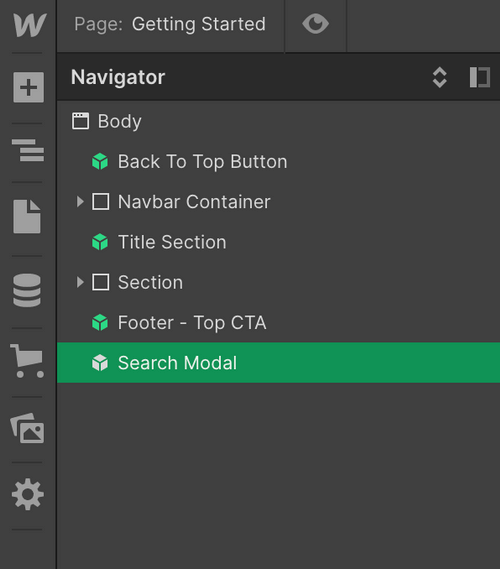 Page: Getting Started
Navigator
Body
Back To Top Button
Navbar Container
Title Section
Section
Footer - Top CTA
Search Modal